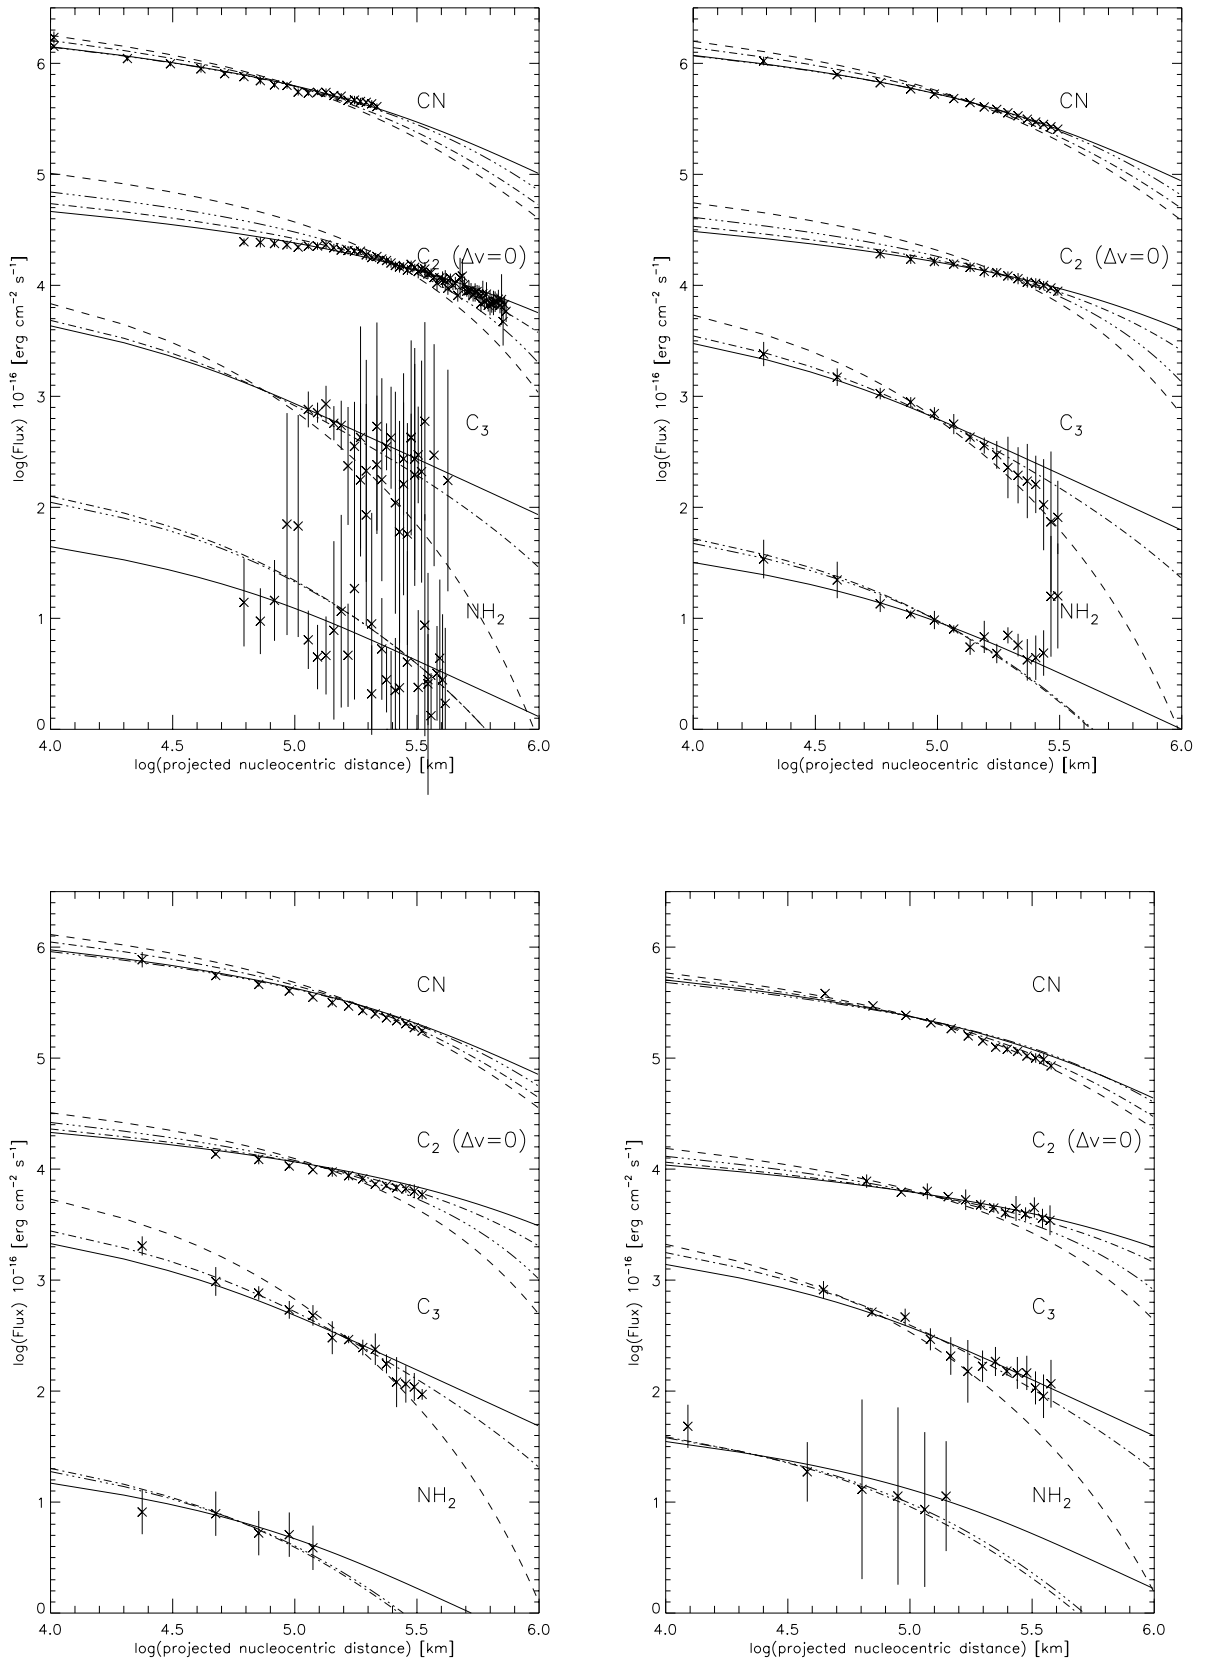 6
5
4
3
2
1
0
4.0 4.5 5.0 5.5 6.0
log(Flux) 10⁻¹⁶ [erg cm⁻² s⁻¹]
log(projected nucleocentric distance) [km]
CN
C₂ (Δv=0)
C₃
NH₂
6
5
4
3
2
1
0
4.0 4.5 5.0 5.5 6.0
log(Flux) 10⁻¹⁶ [erg cm⁻² s⁻¹]
log(projected nucleocentric distance) [km]
CN
C₂ (Δv=0)
C₃
NH₂
6
5
4
3
2
1
0
4.0 4.5 5.0 5.5 6.0
log(Flux) 10⁻¹⁶ [erg cm⁻² s⁻¹]
log(projected nucleocentric distance) [km]
CN
C₂ (Δv=0)
C₃
NH₂
6
5
4
3
2
1
0
4.0 4.5 5.0 5.5 6.0
log(Flux) 10⁻¹⁶ [erg cm⁻² s⁻¹]
log(projected nucleocentric distance) [km]
CN
C₂ (Δv=0)
C₃
NH₂